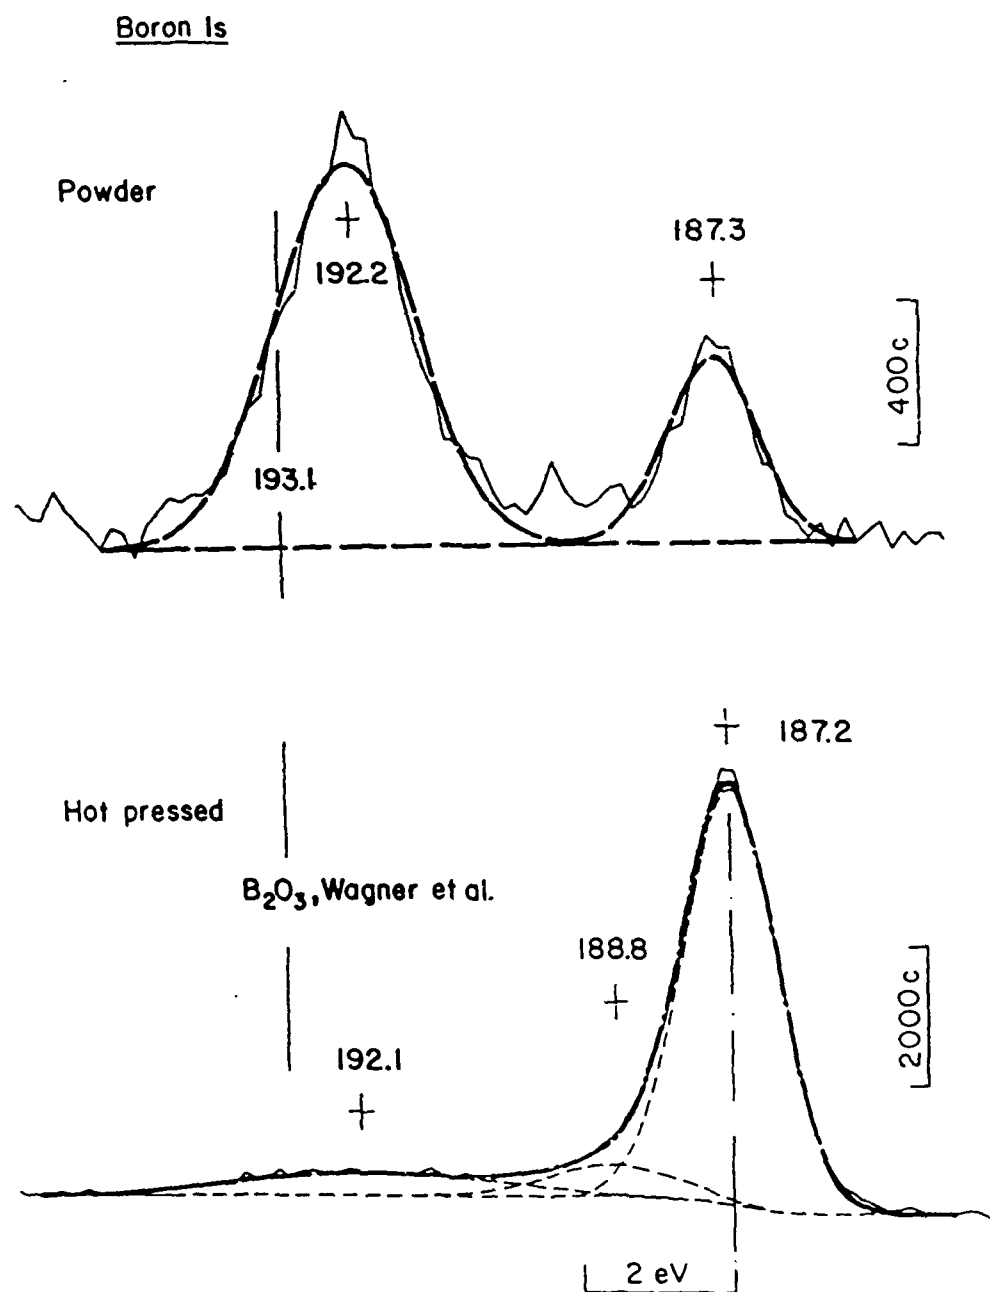 Boron 1s
Powder
192.2
187.3
400c
193.1
187.2
Hot pressed
B₂O₃, Wagner et al.
188.8
2000c
192.1
2 eV